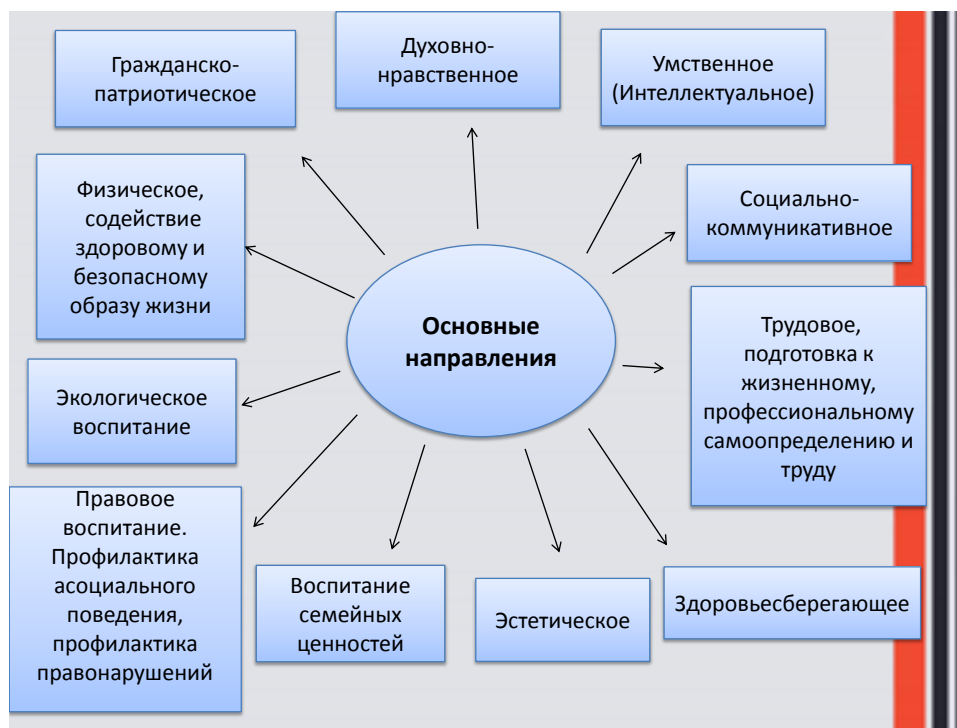 Гражданско-
патриотическое
Духовно-
нравственное
Умственное
(Интеллектуальное)
Физическое,
содействие
здоровому и
безопасному
образу жизни
Социально-
коммуникативное
Основные
направления
Трудовое,
подготовка к
жизненному,
профессиональному
самоопределению и
труду
Экологическое
воспитание
Правовое
воспитание.
Профилактика
асоциального
поведения,
профилактика
правонарушений
Воспитание
семейных
ценностей
Эстетическое
Здоровьесберегающее